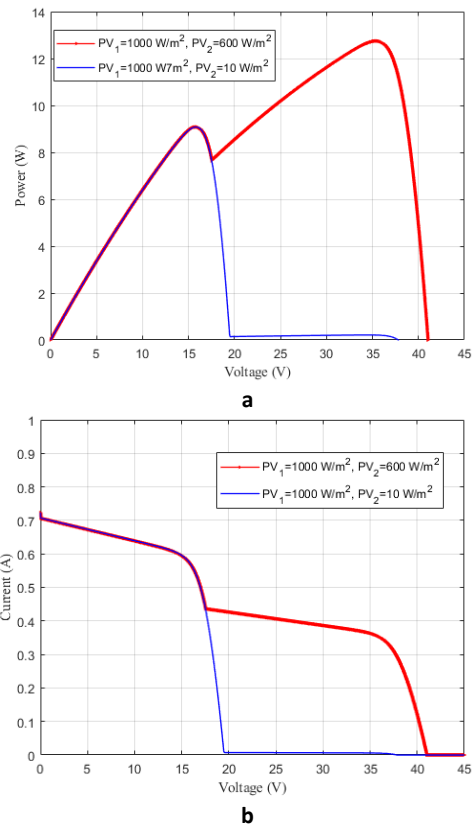 14
12
10
8
6
4
2
0
Power (W)
PV₁=1000 W/m², PV₂=600 W/m²
PV₁=1000 W7m², PV₂=10 W/m²
0 5 10 15 20 25 30 35 40 45
Voltage (V)
a
1
0.9
0.8
0.7
0.6
0.5
0.4
0.3
0.2
0.1
0
Current (A)
PV₁=1000 W/m², PV₂=600 W/m²
PV₁=1000 W/m², PV₂=10 W/m²
0 5 10 15 20 25 30 35 40 45
Voltage (V)
b